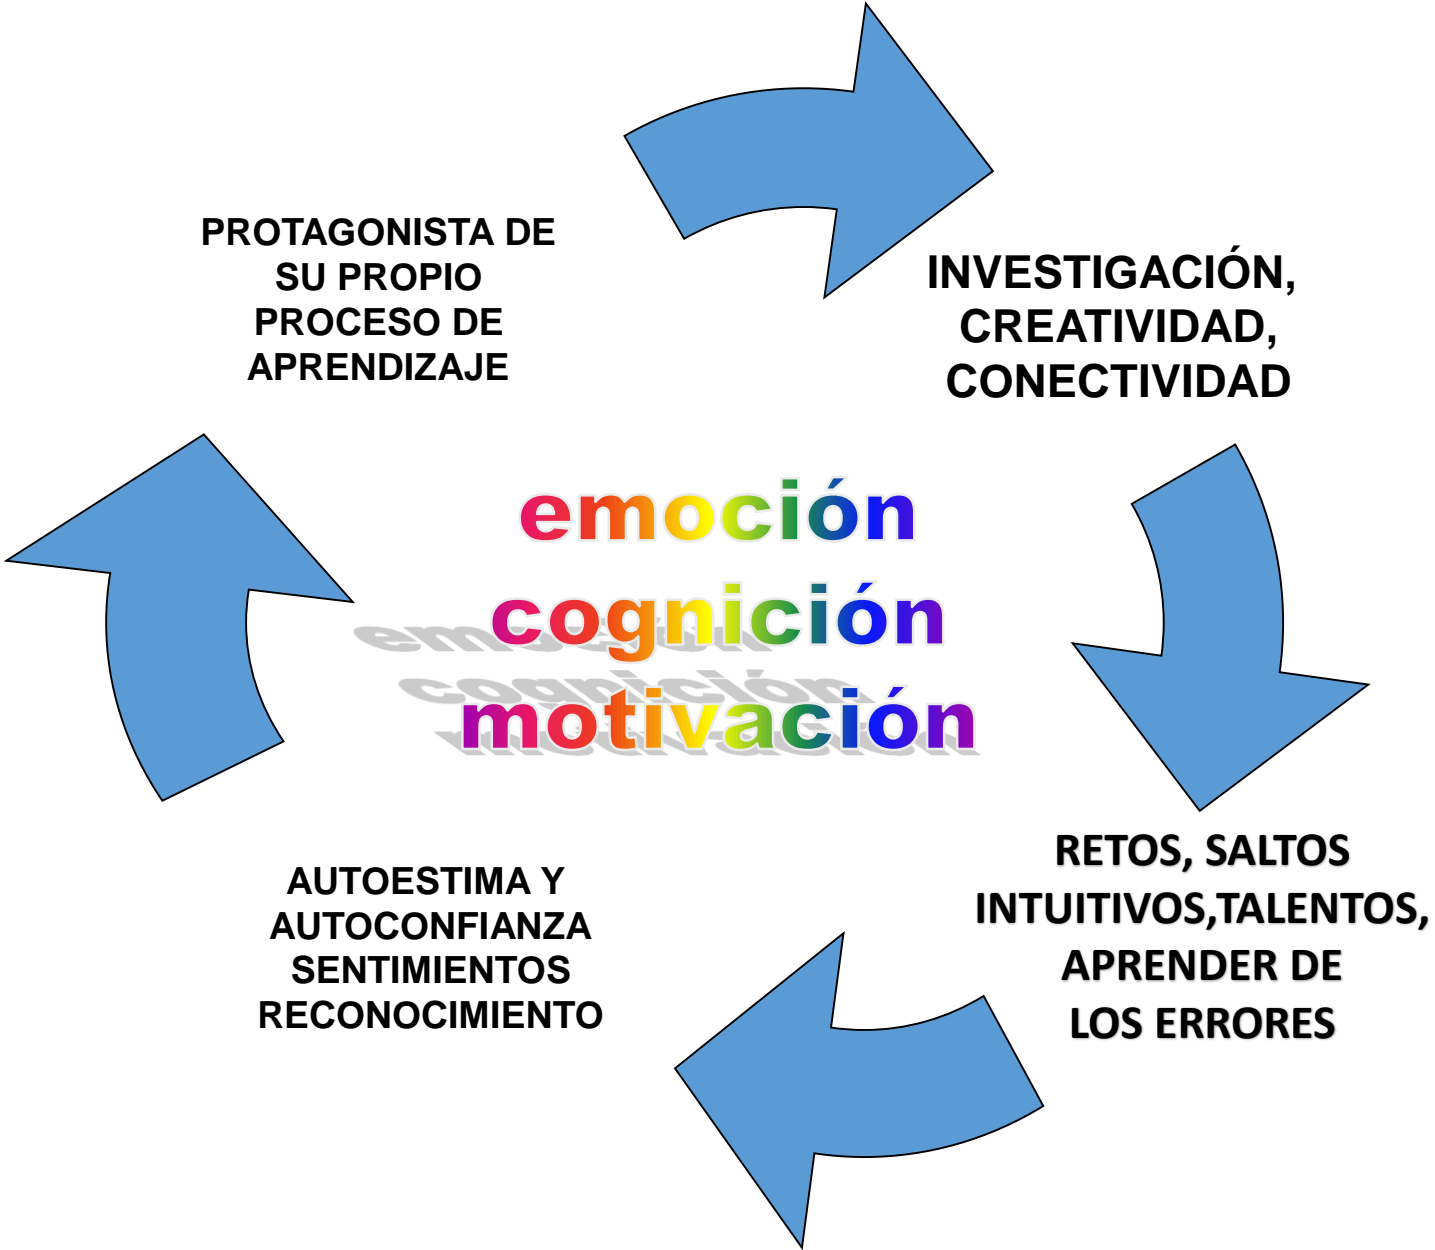 PROTAGONISTA DE
SU PROPIO
PROCESO DE
APRENDIZAJE
INVESTIGACIÓN,
CREATIVIDAD,
CONECTIVIDAD
emoción
cognición
motivación
RETOS, SALTOS
INTUITIVOS,TALENTOS,
APRENDER DE
LOS ERRORES
AUTOESTIMA Y
AUTOCONFIANZA
SENTIMIENTOS
RECONOCIMIENTO